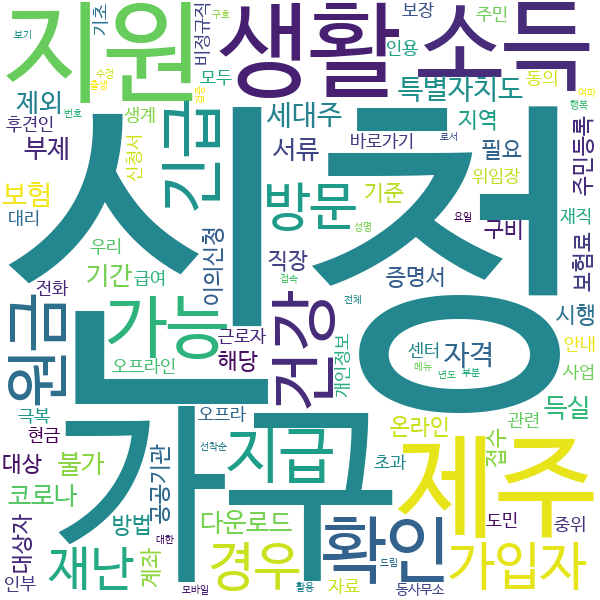 지원
생활
소득
기초
비정규직
구호
보장
주민
보기
인용
모두
동의
수정
출생
여파
제외
번호
행복
특별자치도
후견인
생계
세대주
지역
바로가기
로서
부제
신청서
긴급
서류
필요
주민등록
신청
보험
방문
기준
위임장
대리
성명
요일
구비
재직
우리
이의신청
직장
증명서
보험료
기간
급여
접속
전화
전체
시행
원금
가능
건강
근로자
해당
오프라인
개인정보
센터
자격
안내
메뉴
년도
부분
사업
극복
현금
오프라
득실
온라인
관련
가구
지급
제주
선착순
접수
대상
불가
공공기관
초과
코로나
대한
다운로드
도민
중위
방법
확인
대상자
재난
계좌
경우
가입자
드림
인부
모바일
활용
자료
동사무소